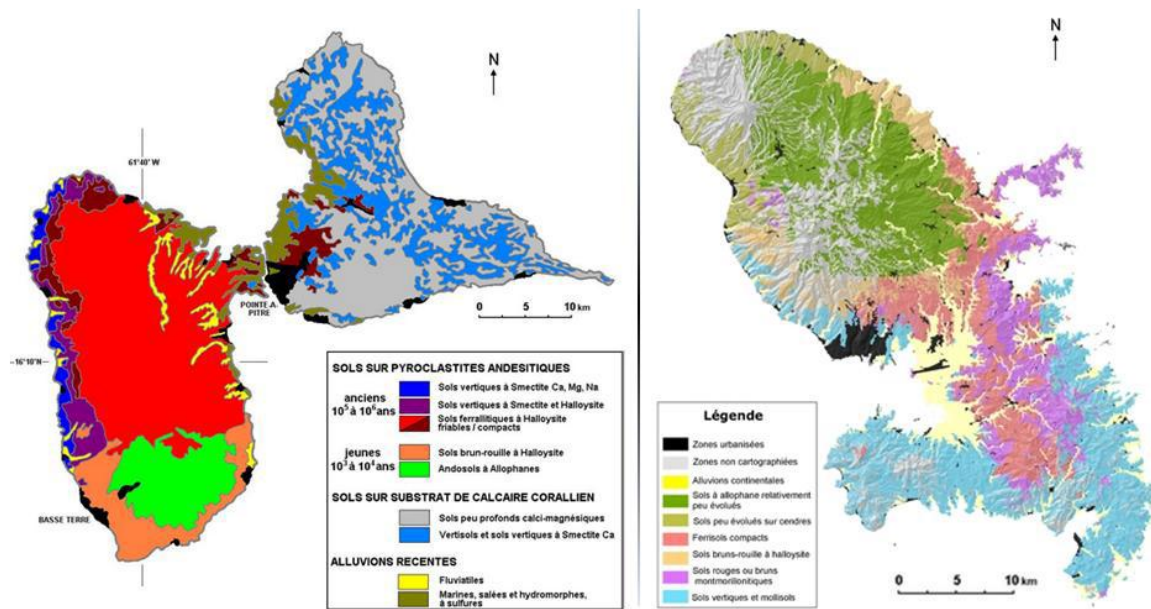 N
61°40' W
POINTE A-
PITRE
0 5 10 km
16°10'N
BASSE TERRE
SOLS SUR PYROCLASTITES ANDESITIQUES
anciens
10⁵ à 10⁶ans
Sols vertiques à Smectite Ca, Mg, Na
Sols vertiques à Smectite et Halloysite
Sols ferrallitiques à Halloysite
friables / compacts
jeunes
10³ à 10⁴ans
Sols brun-rouille à Halloysite
Andosols à Allophanes
SOLS SUR SUBSTRAT DE CALCAIRE CORALLIEN
Sols peu profonds calci-magnésiques
Vertisols et sols vertiques à Smectite Ca
ALLUVIONS RECENTES
Fluviatiles
Marines, salées et hydromorphes,
à sulfures
N
Légende
Zones urbanisées
Zones non cartographiées
Alluvions continentales
Sols à allophane relativement
peu évolués
Sols peu évolués sur cendres
Ferrisols compacts
Sols bruns-rouille à halloysite
Sols rouges ou bruns
montmorillonitiques
Sols vertiques et mollisols
0 5 10 km